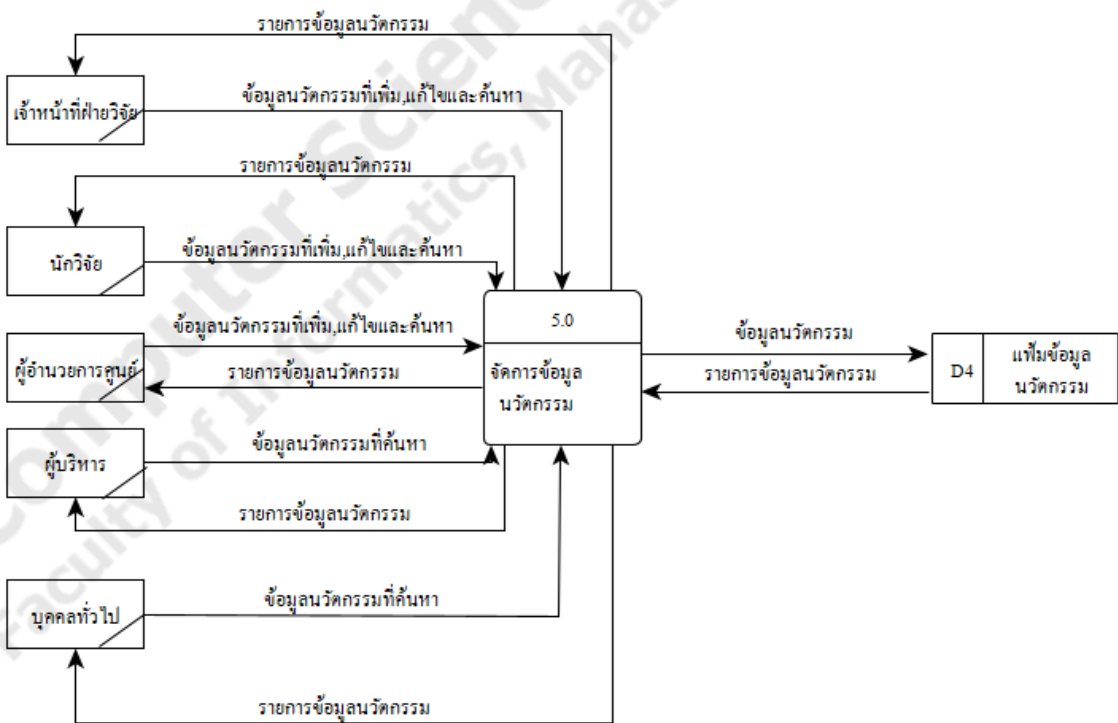 รายการข้อมูลนวัตกรรม
เจ้าหน้าที่ฝ่ายวิจัย
ข้อมูลนวัตกรรมที่เพิ่ม,แก้ไขและค้นหา
รายการข้อมูลนวัตกรรม
นักวิจัย
ข้อมูลนวัตกรรมที่เพิ่ม,แก้ไขและค้นหา
ผู้อำนวยการศูนย์
ข้อมูลนวัตกรรมที่เพิ่ม,แก้ไขและค้นหา
รายการข้อมูลนวัตกรรม
5.0
จัดการข้อมูล
นวัตกรรม
ข้อมูลนวัตกรรม
รายการข้อมูลนวัตกรรม
D4
แฟ้มข้อมูล
นวัตกรรม
ผู้บริหาร
ข้อมูลนวัตกรรมที่ค้นหา
รายการข้อมูลนวัตกรรม
บุคคลทั่วไป
ข้อมูลนวัตกรรมที่ค้นหา
รายการข้อมูลนวัตกรรม
Computer Scien
Faculty of Informatics, Mahas